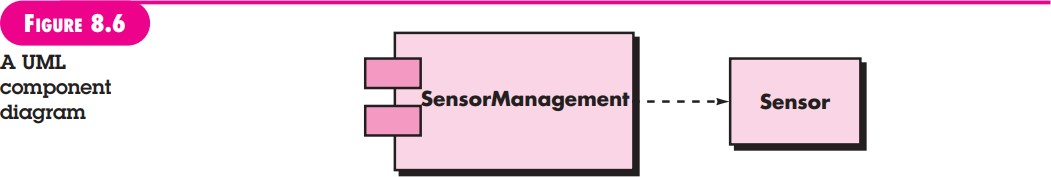 FIGURE 8.6
A UML
component
diagram
SensorManagement
Sensor